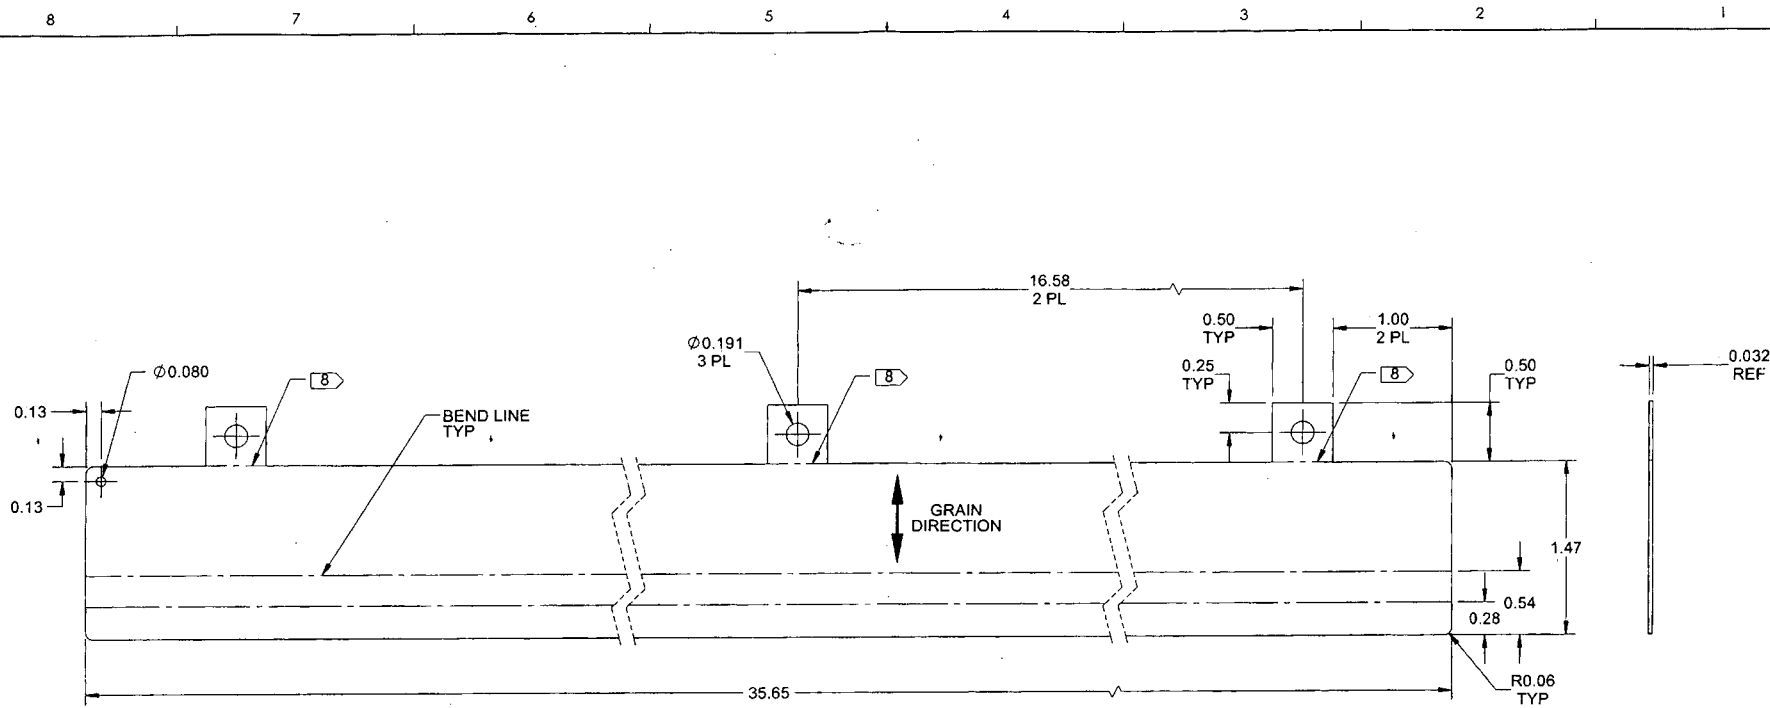 8 7 6 5 4 3 2 1
16.58
2 PL
0.50
TYP
1.00
2 PL
Ø0.191
3 PL
0.032
REF
Ø0.080
8
8
0.25
TYP
8
0.50
TYP
0.13
BEND LINE
TYP
0.13
GRAIN
DIRECTION
1.47
0.54
0.28
35.65
R0.06
TYP